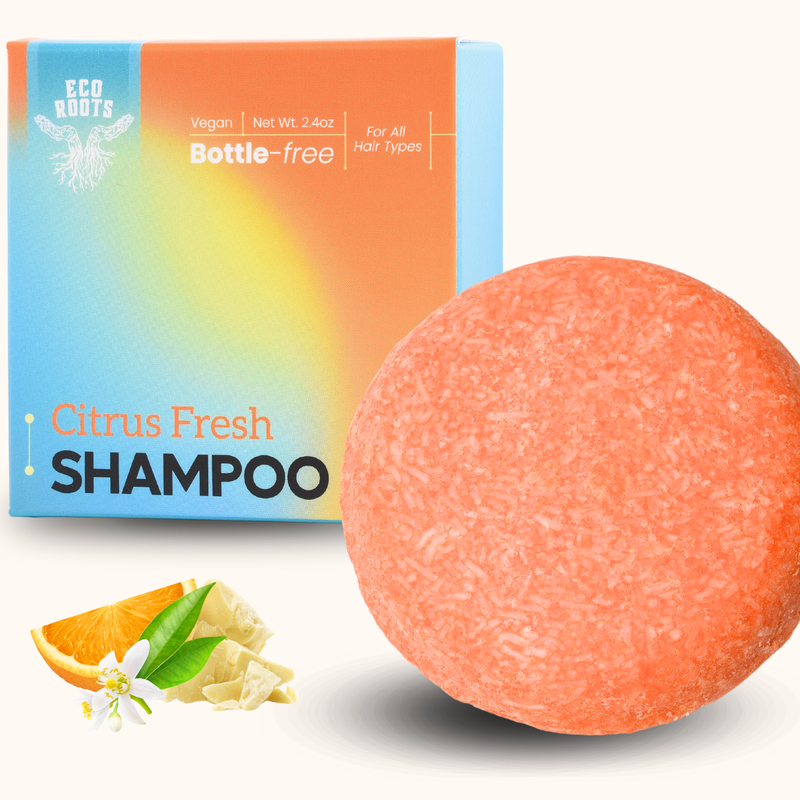 ECO
ROOTS
Vegan Net Wt. 2.4oz
Bottle-free
For All
Hair Types
Citrus Fresh
SHAMPOO